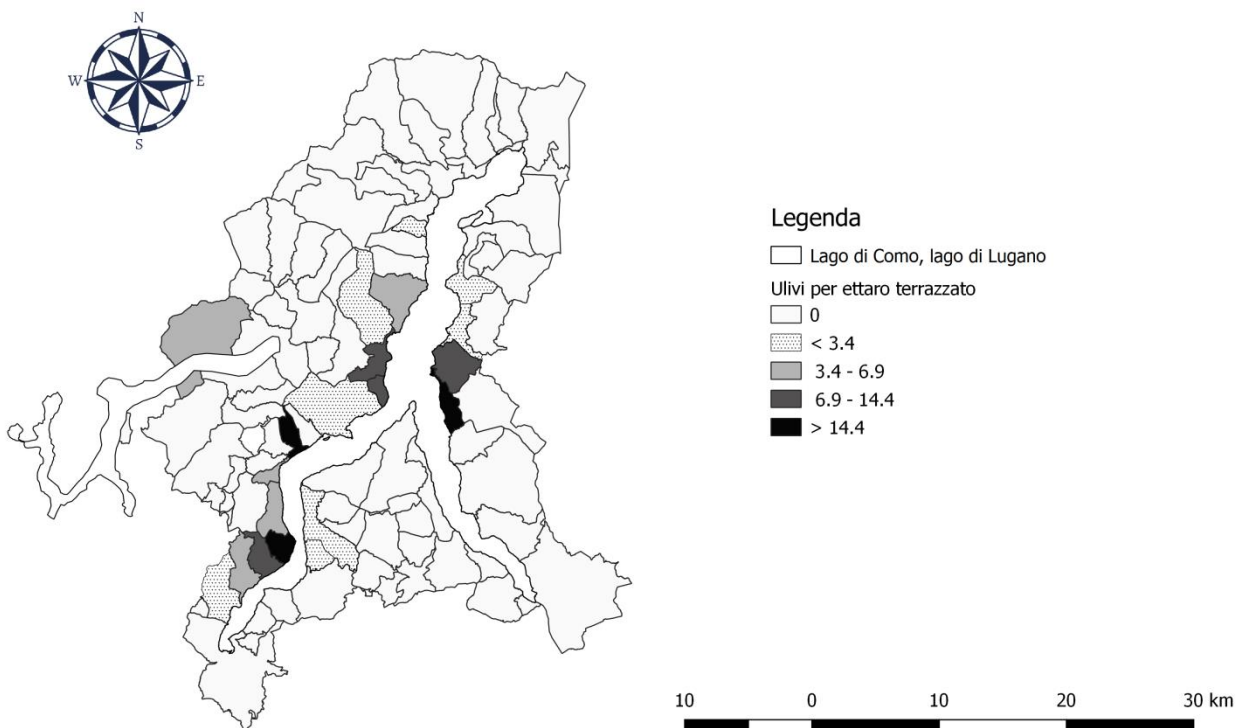 N
W E
S
Legenda
Lago di Como, lago di Lugano
Ulivi per ettaro terrazzato
0
< 3.4
3.4 - 6.9
6.9 - 14.4
> 14.4
10 0 10 20 30 km